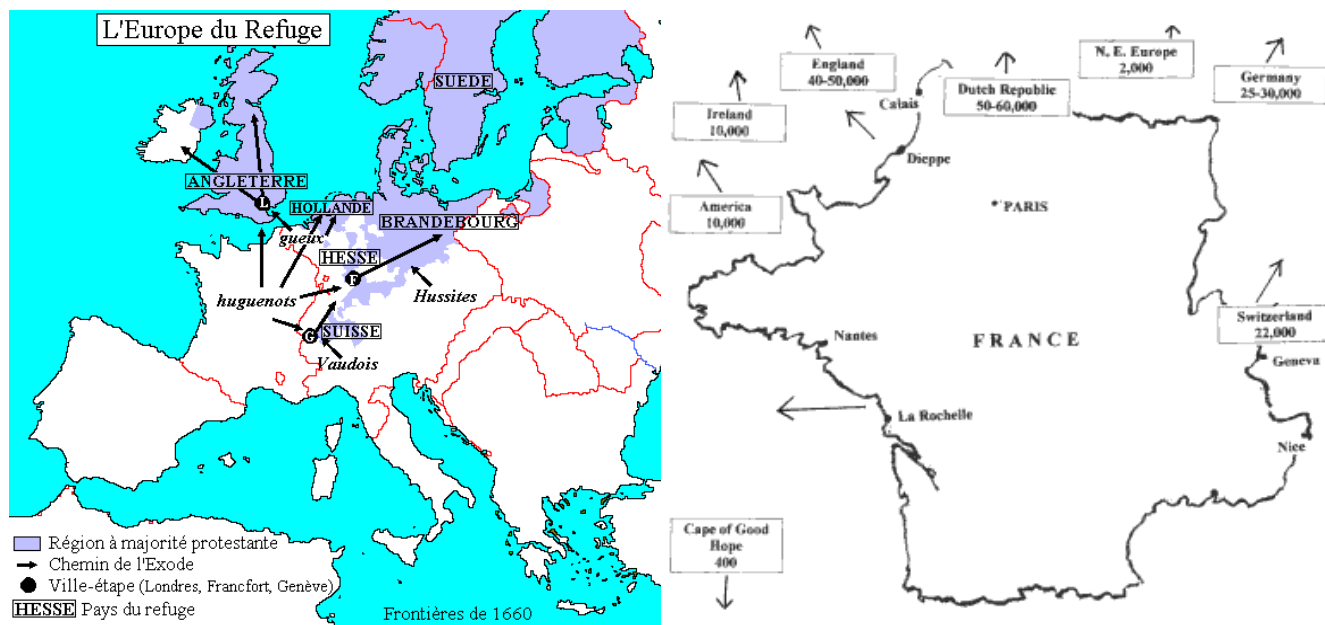 L'Europe du Refuge
SUEDE
ANGLETERRE
L
HOLLANDE
BRANDEBOURG
gueux
HESSE
F
huguenots
Hussites
G
SUISSE
Vaudois
Région à majorité protestante
Chemin de l'Exode
Ville-étape (Londres, Francfort, Genève)
HESSE Pays du refuge
Frontières de 1660
England
40-50,000
N. E. Europe
2,000
Germany
25-30,000
Dutch Republic
50-60,000
Calais
Ireland
10,000
Dieppe
America
10,000
PARIS
Switzerland
22,000
Nantes
FRANCE
Geneva
La Rochelle
Nice
Cape of Good
Hope
400